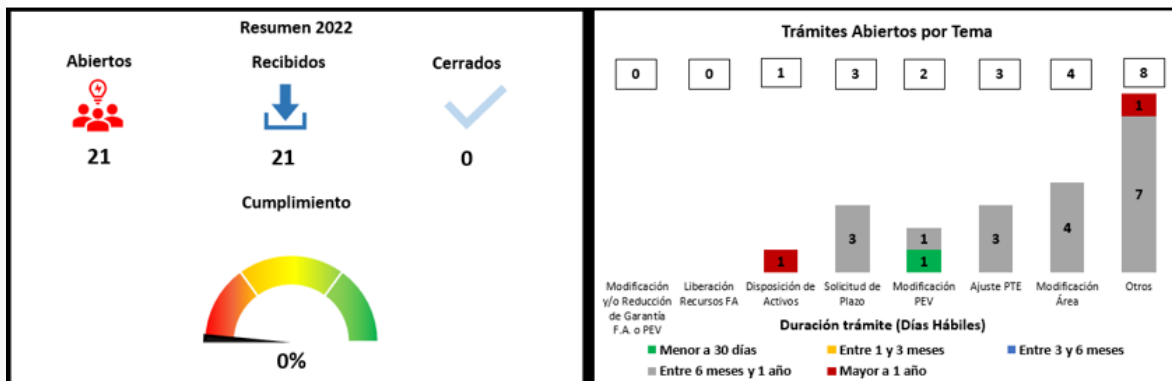 Resumen 2022
Abiertos
Recibidos
Cerrados
21
21
0
Cumplimiento
0%
Trámites Abiertos por Tema
0
0
1
3
2
3
4
8
1
7
4
3
1
1
3
1
Modificación
y/o Reducción
de Garantía
F.A. o PEV
Liberación
Recursos FA
Disposición de
Activos
Solicitud de
Plazo
Modificación
PEV
Ajuste PTE
Modificación
Área
Otros
Duración trámite (Días Hábiles)
Menor a 30 días
Entre 1 y 3 meses
Entre 3 y 6 meses
Entre 6 meses y 1 año
Mayor a 1 año